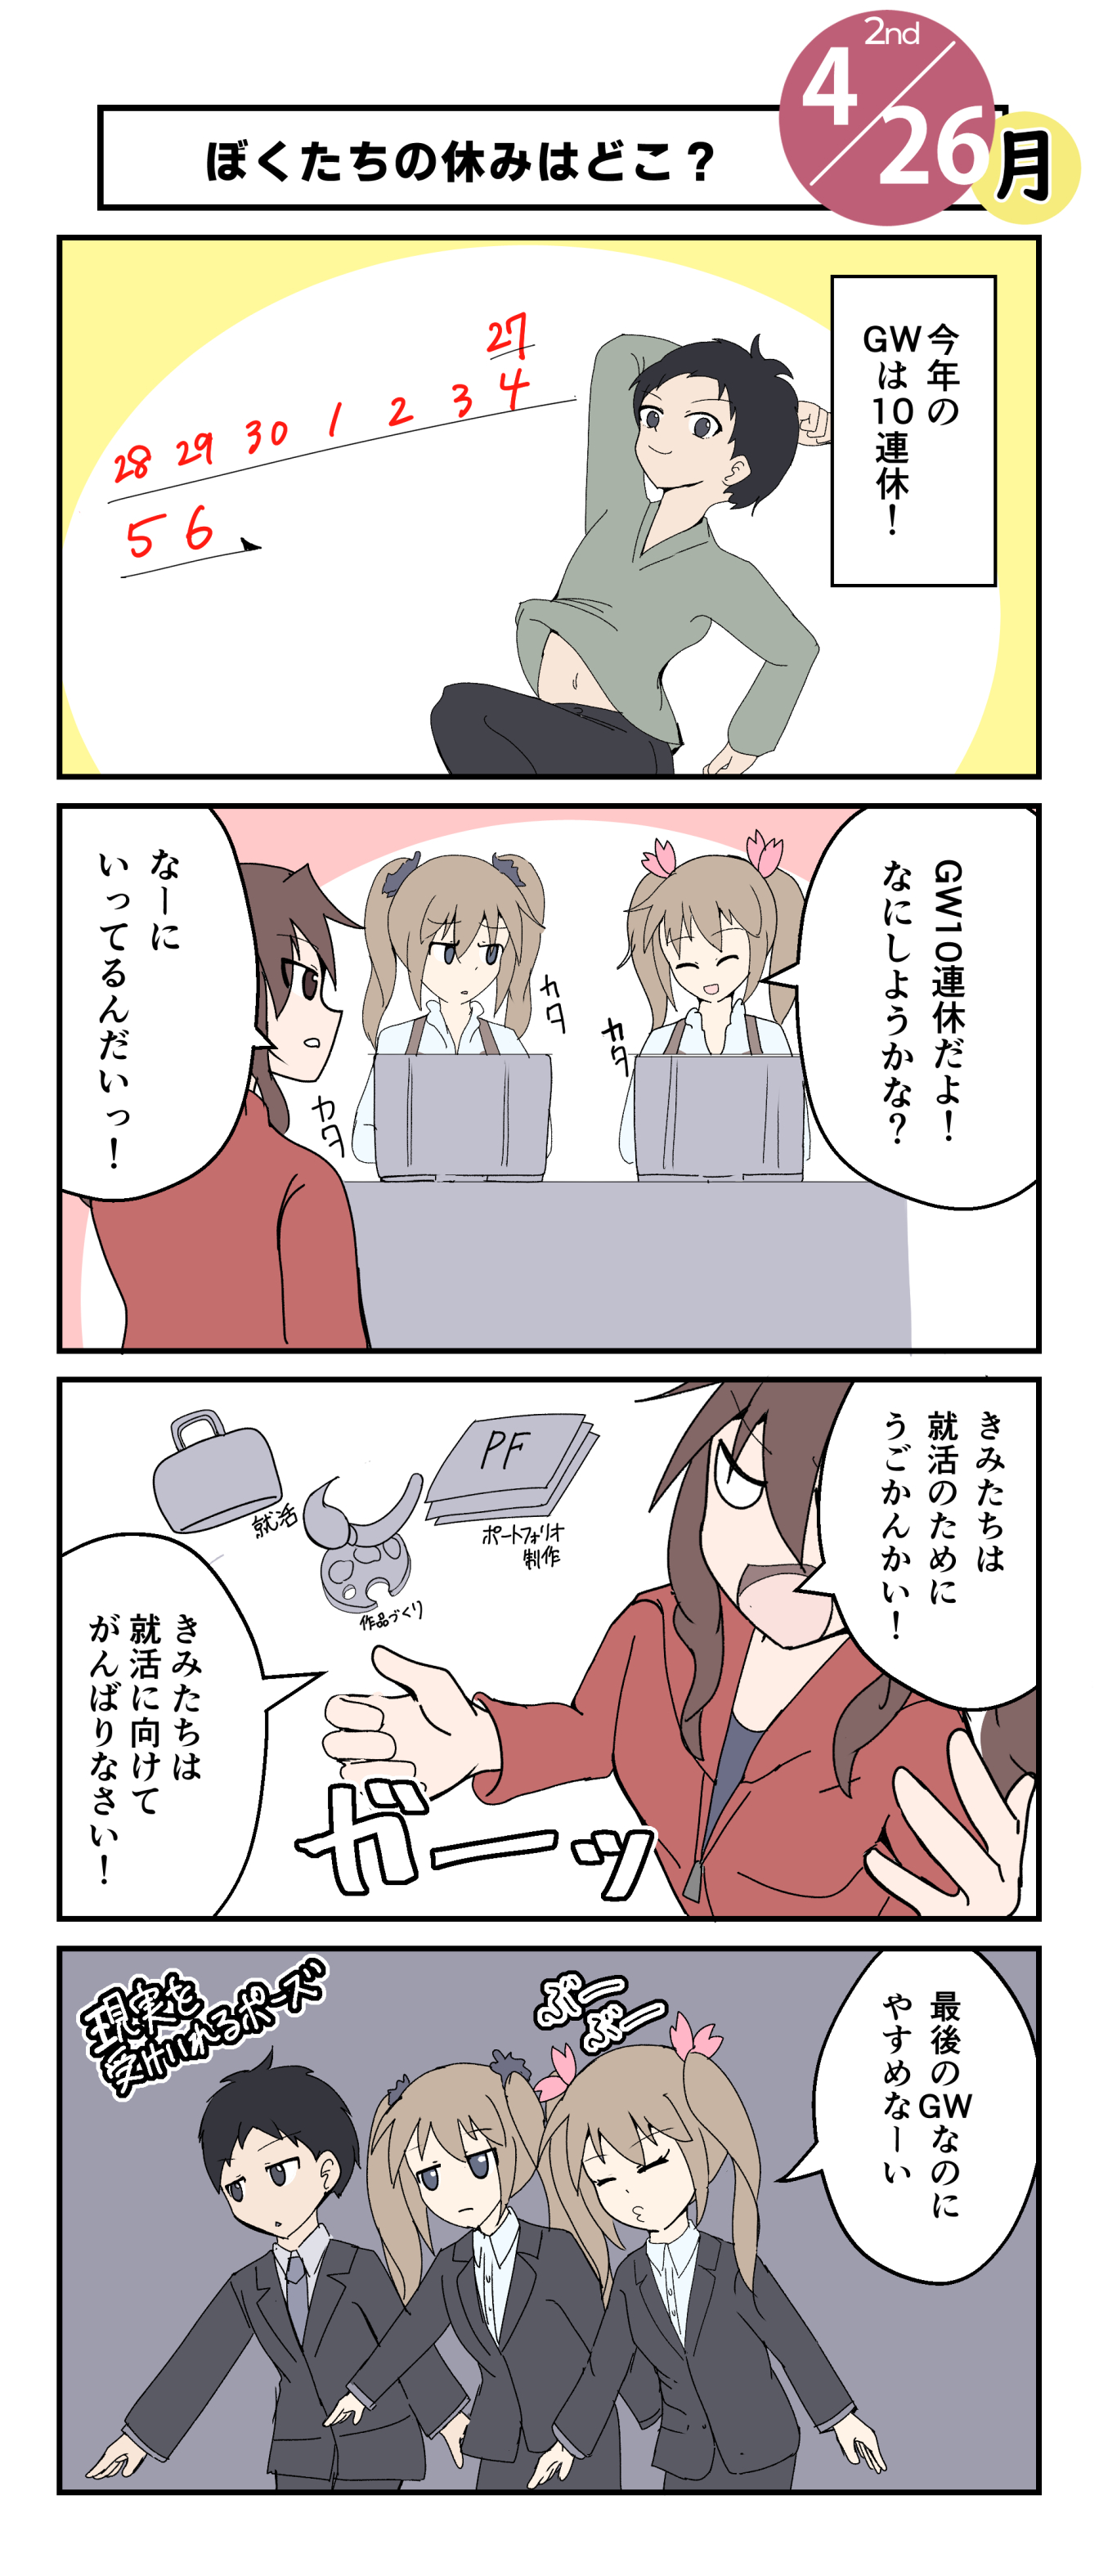 2nd
4/26
月
ぼくたちの休みはどこ？
今年の
GWは10連休！
27
28 29 30 1 2 3 4
5 6
GW10連休だよ！
なにしようかな？
カタ
カタ
カタ
なーに
いってるんだいっ！
きみたちは
就活のために
うごかんかい！
PF
ポートフォリオ
制作
作品づくり
就活
きみたちは
就活に向けて
がんばりなさい！
ガーッ
最後のGWなのに
やすめなーい
ぶー
ぶー
現実を
受けいれるポーズ